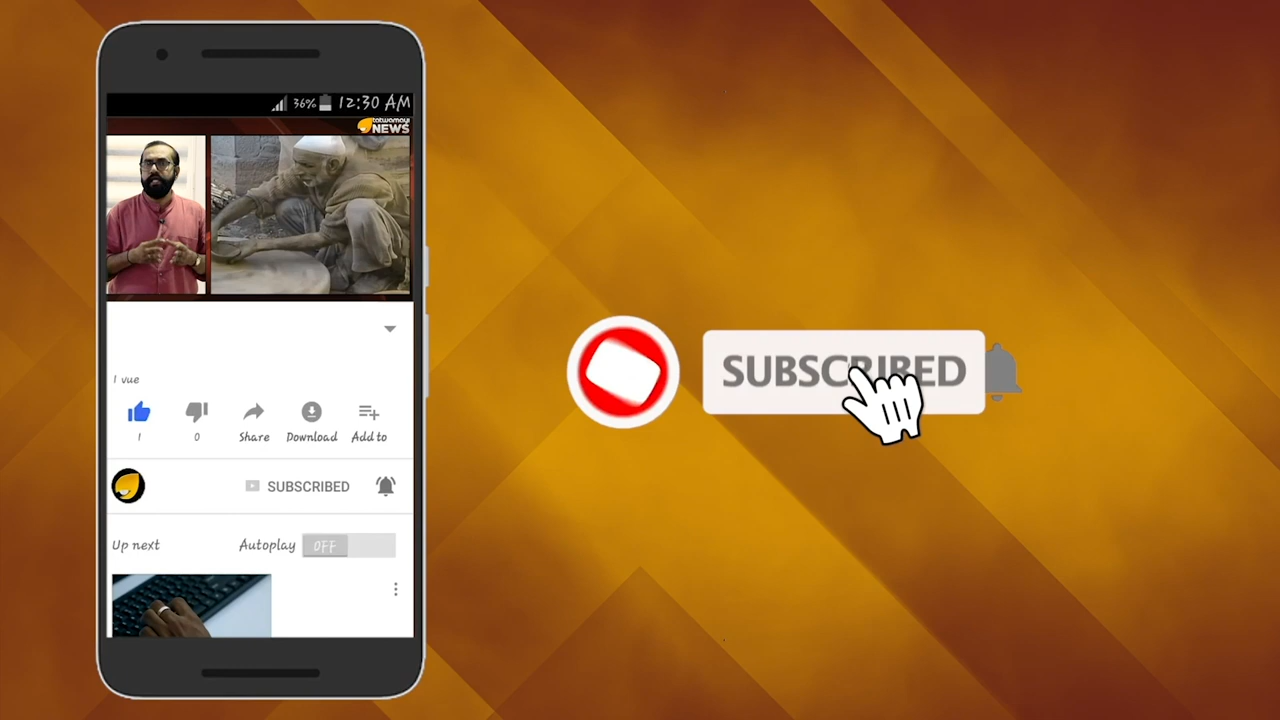 36% 12:30 AM
tatwamayi
NEWS
1 vue
1
0
Share
Download
Add to
SUBSCRIBED
Up next
Autoplay
OFF
SUBSCRIBED